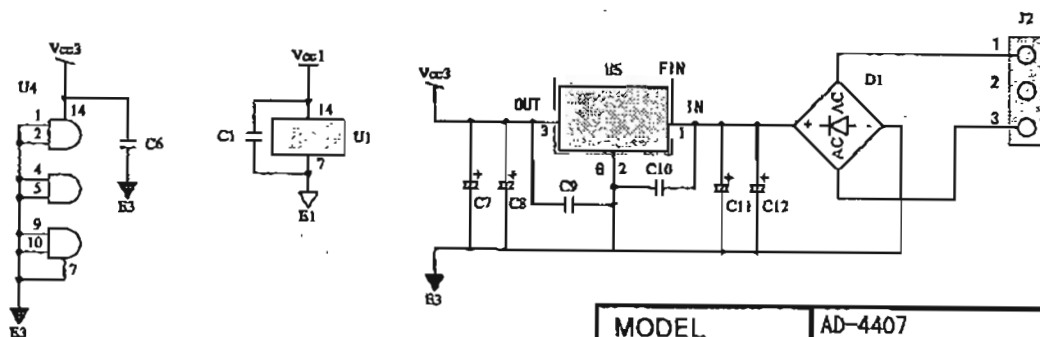 Vcc3
U4
1
14
2
C6
4
5
E3
9
10
7
E3
Vcc1
14
C1
U1
7
E1
Vcc3
U5
FIN
OUT
IN
3
1
G
2
C10
C9
+
C7
+
C8
+
C11
+
C12
E3
D1
AC
AC
+
-
J2
1
2
3
MODEL
AD-4407